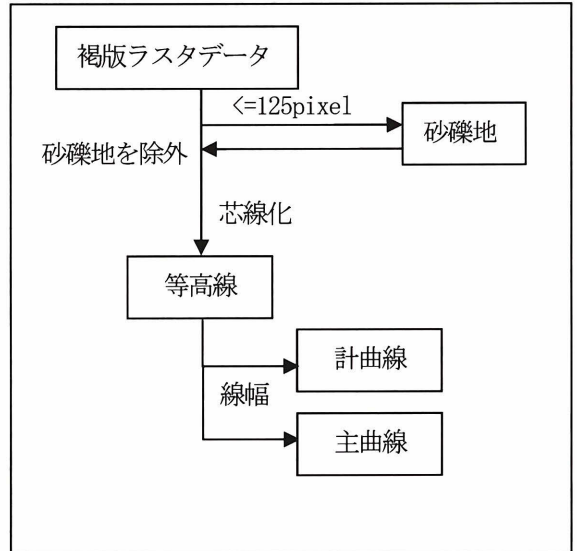 褐版ラスタデータ
<=125pixel
砂礫地
砂礫地を除外
芯線化
等高線
計曲線
線幅
主曲線